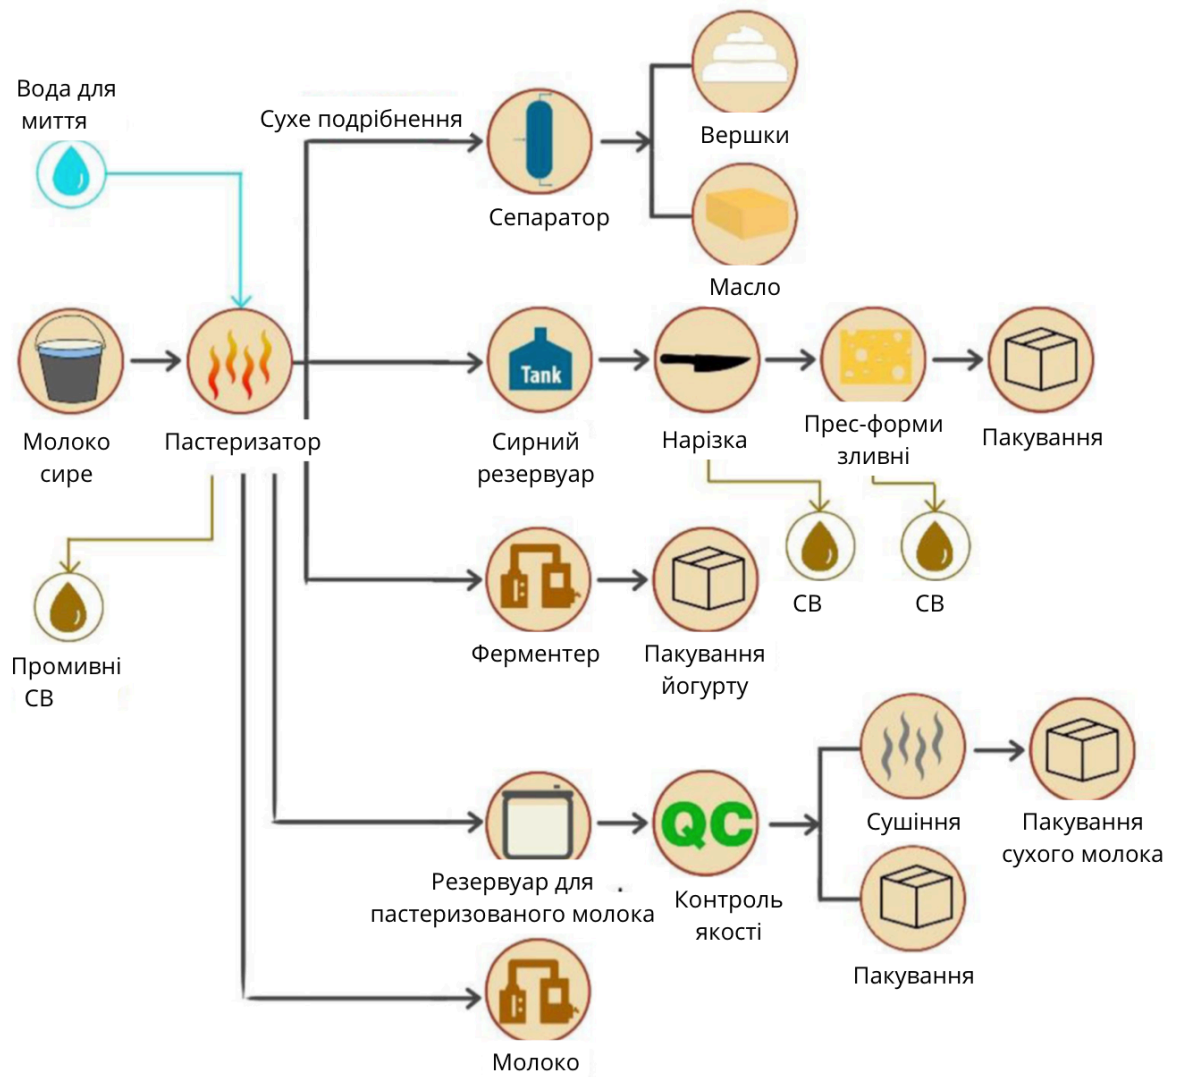 Вода для
миття
Сухе подрібнення
Вершки
Сепаратор
Масло
Tank
Молоко
сире
Пастеризатор
Сирний
резервуар
Нарізка
Прес-форми
зливні
Пакування
СВ
СВ
Промивні
СВ
Ферментер
Пакування
йогурту
QC
Резервуар для .
пастеризованого молока
Контроль
якості
Сушіння
Пакування
сухого молока
Пакування
Молоко